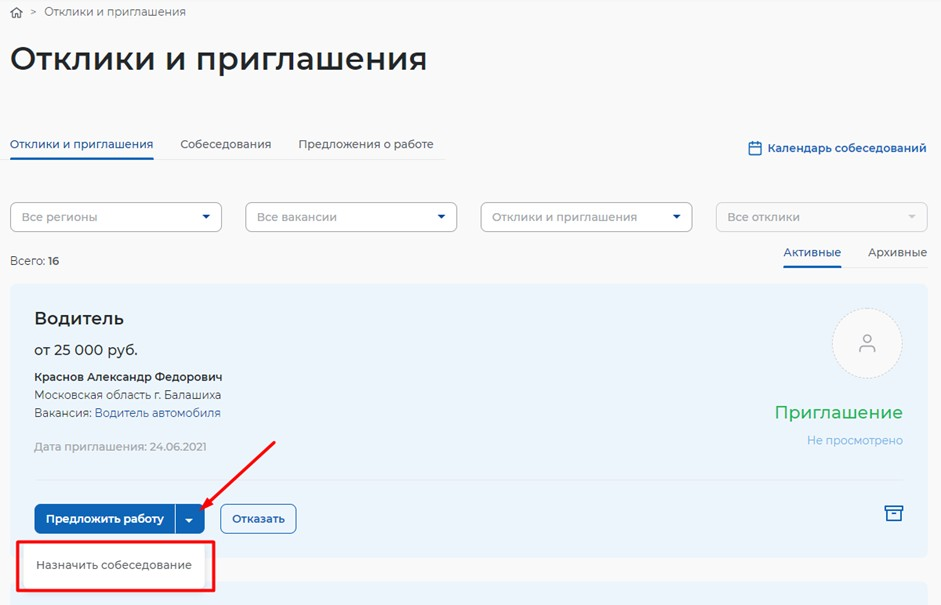 > Отклики и приглашения
Отклики и приглашения
Отклики и приглашения Собеседования Предложения о работе Календарь собеседований
Все регионы Все вакансии Отклики и приглашения Все отклики
Всего: 16 Активные Архивные
Водитель
от 25 000 руб.
Краснов Александр Федорович
Московская область г. Балашиха
Вакансия: Водитель автомобиля
Приглашение
Не просмотрено
Дата приглашения: 24.06.2021
Предложить работу Отказать
Назначить собеседование